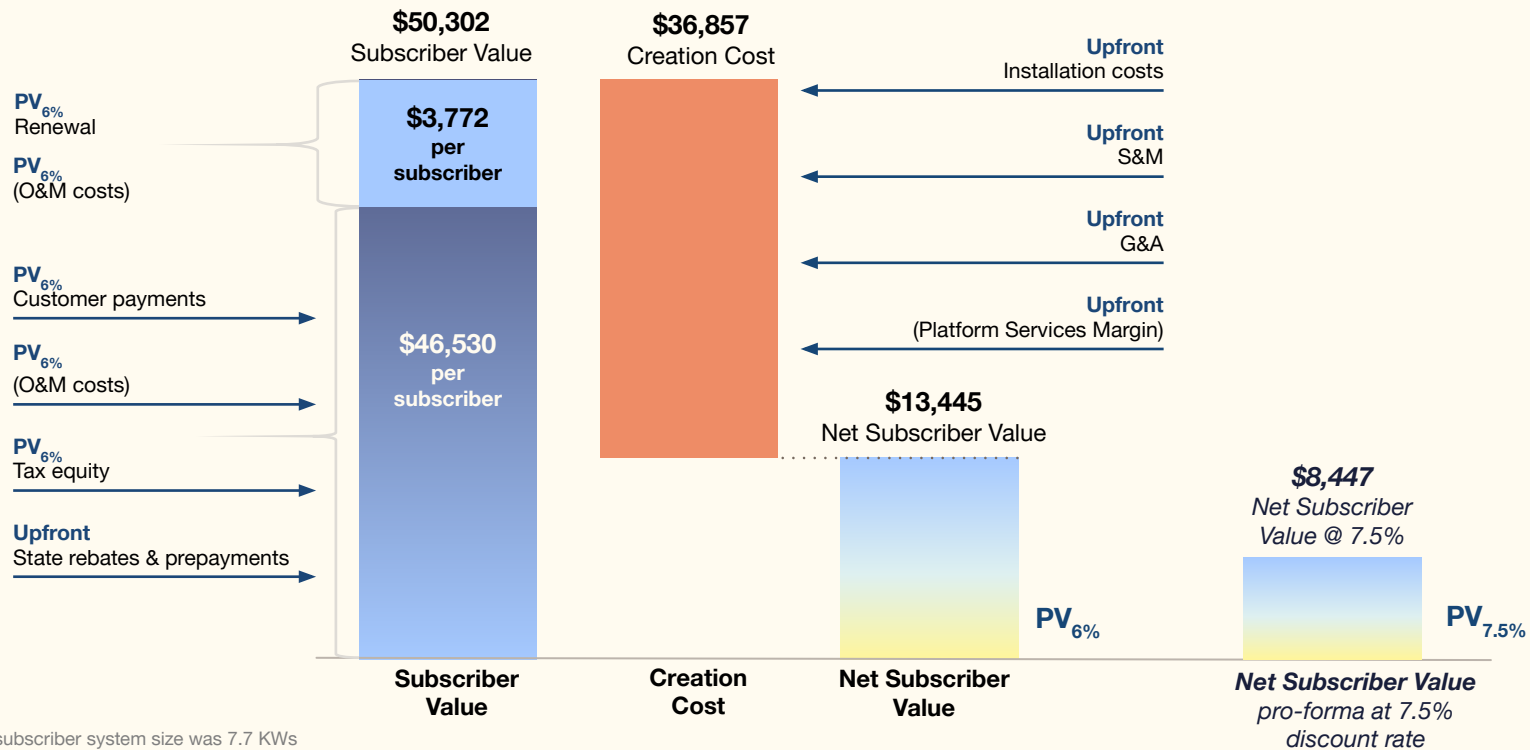 $50,302
Subscriber Value
$36,857
Creation Cost
PV6%
Renewal
PV6%
(O&M costs)
PV6%
Customer payments
PV6%
(O&M costs)
PV6%
Tax equity
Upfront
State rebates & prepayments
$3,772
per
subscriber
$46,530
per
subscriber
Upfront
Installation costs
Upfront
S&M
Upfront
G&A
Upfront
(Platform Services Margin)
$13,445
Net Subscriber Value
PV6%
$8,447
Net Subscriber
Value @ 7.5%
PV7.5%
Subscriber
Value
Creation
Cost
Net Subscriber
Value
Net Subscriber Value
pro-forma at 7.5%
discount rate
subscriber system size was 7.7 KWs